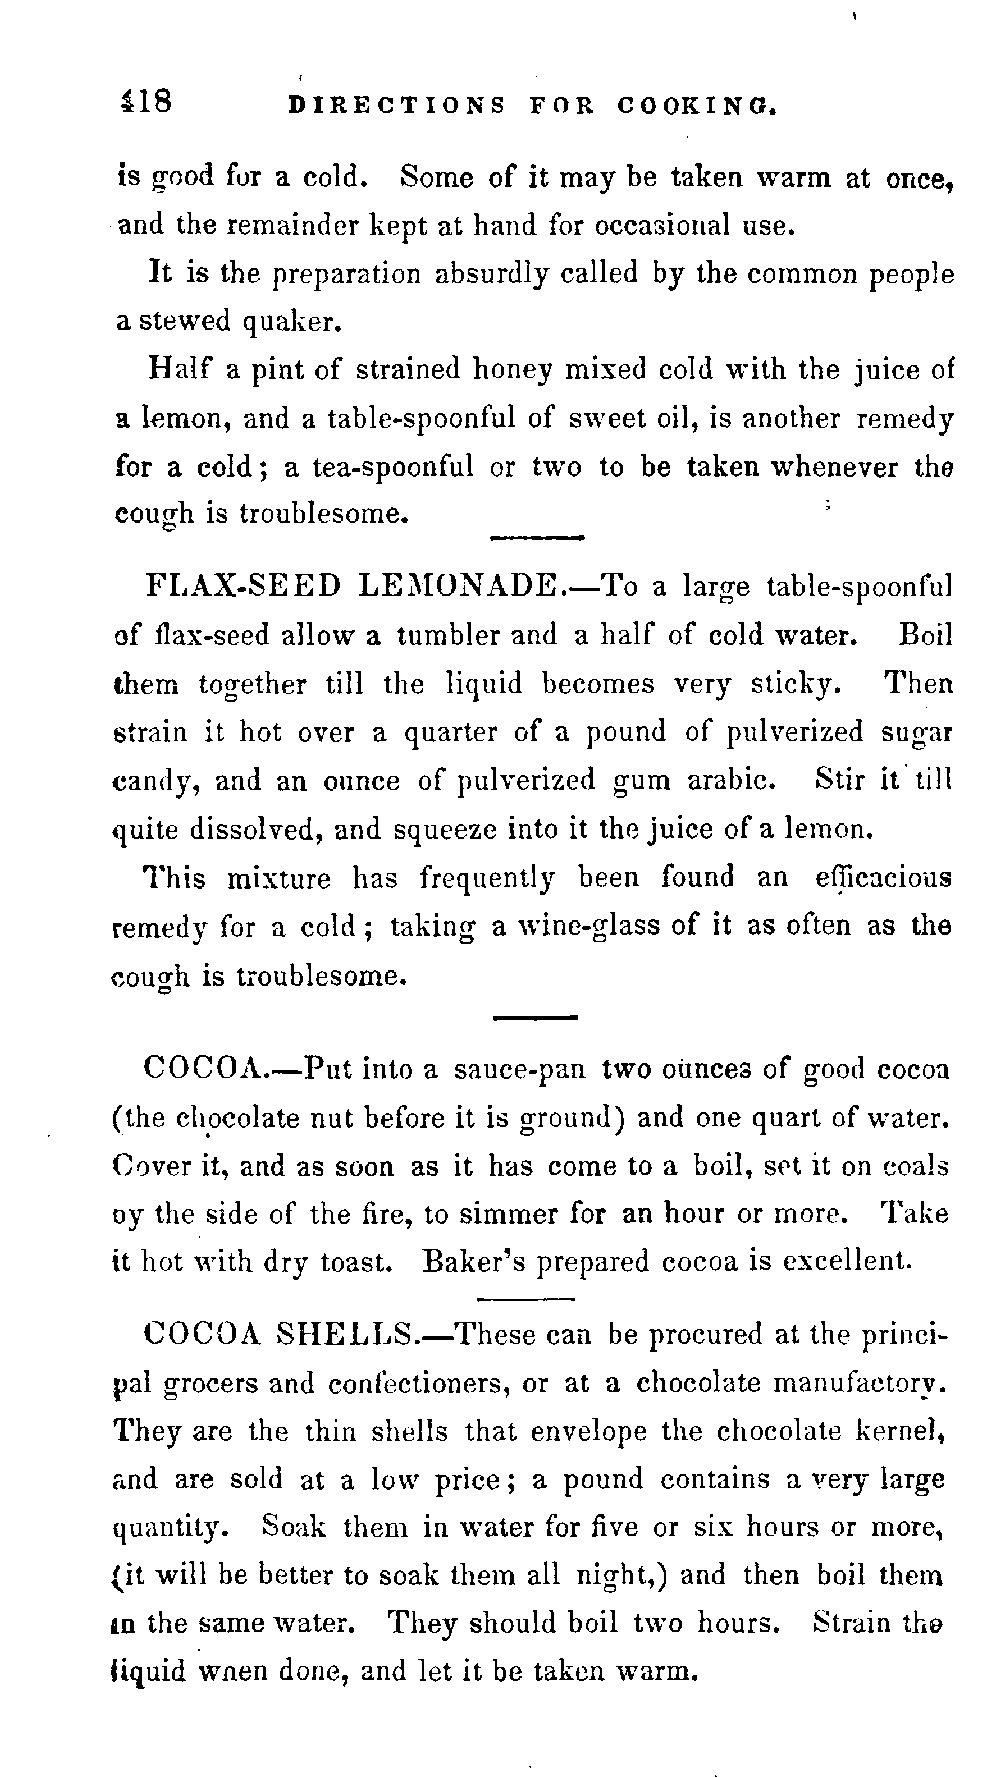 418 DIRECTIONS FOR COOKING.
is good for a cold. Some of it may be taken warm at once,
and the remainder kept at hand for occasional use.
It is the preparation absurdly called by the common people
a stewed quaker.
Half a pint of strained honey mixed cold with the juice of
a lemon, and a table-spoonful of sweet oil, is another remedy
for a cold; a tea-spoonful or two to be taken whenever the
cough is troublesome.
FLAX-SEED LEMONADE.—To a large table-spoonful
of flax-seed allow a tumbler and a half of cold water. Boil
them together till the liquid becomes very sticky. Then
strain it hot over a quarter of a pound of pulverized sugar
candy, and an ounce of pulverized gum arabic. Stir it till
quite dissolved, and squeeze into it the juice of a lemon.
This mixture has frequently been found an efficacious
remedy for a cold; taking a wine-glass of it as often as the
cough is troublesome.
COCOA.—Put into a sauce-pan two ounces of good cocoa
(the chocolate nut before it is ground) and one quart of water.
Cover it, and as soon as it has come to a boil, set it on coals
by the side of the fire, to simmer for an hour or more. Take
it hot with dry toast. Baker's prepared cocoa is excellent.
COCOA SHELLS.—These can be procured at the princi-
pal grocers and confectioners, or at a chocolate manufactory.
They are the thin shells that envelope the chocolate kernel,
and are sold at a low price; a pound contains a very large
quantity. Soak them in water for five or six hours or more,
(it will be better to soak them all night,) and then boil them
in the same water. They should boil two hours. Strain the
liquid when done, and let it be taken warm.